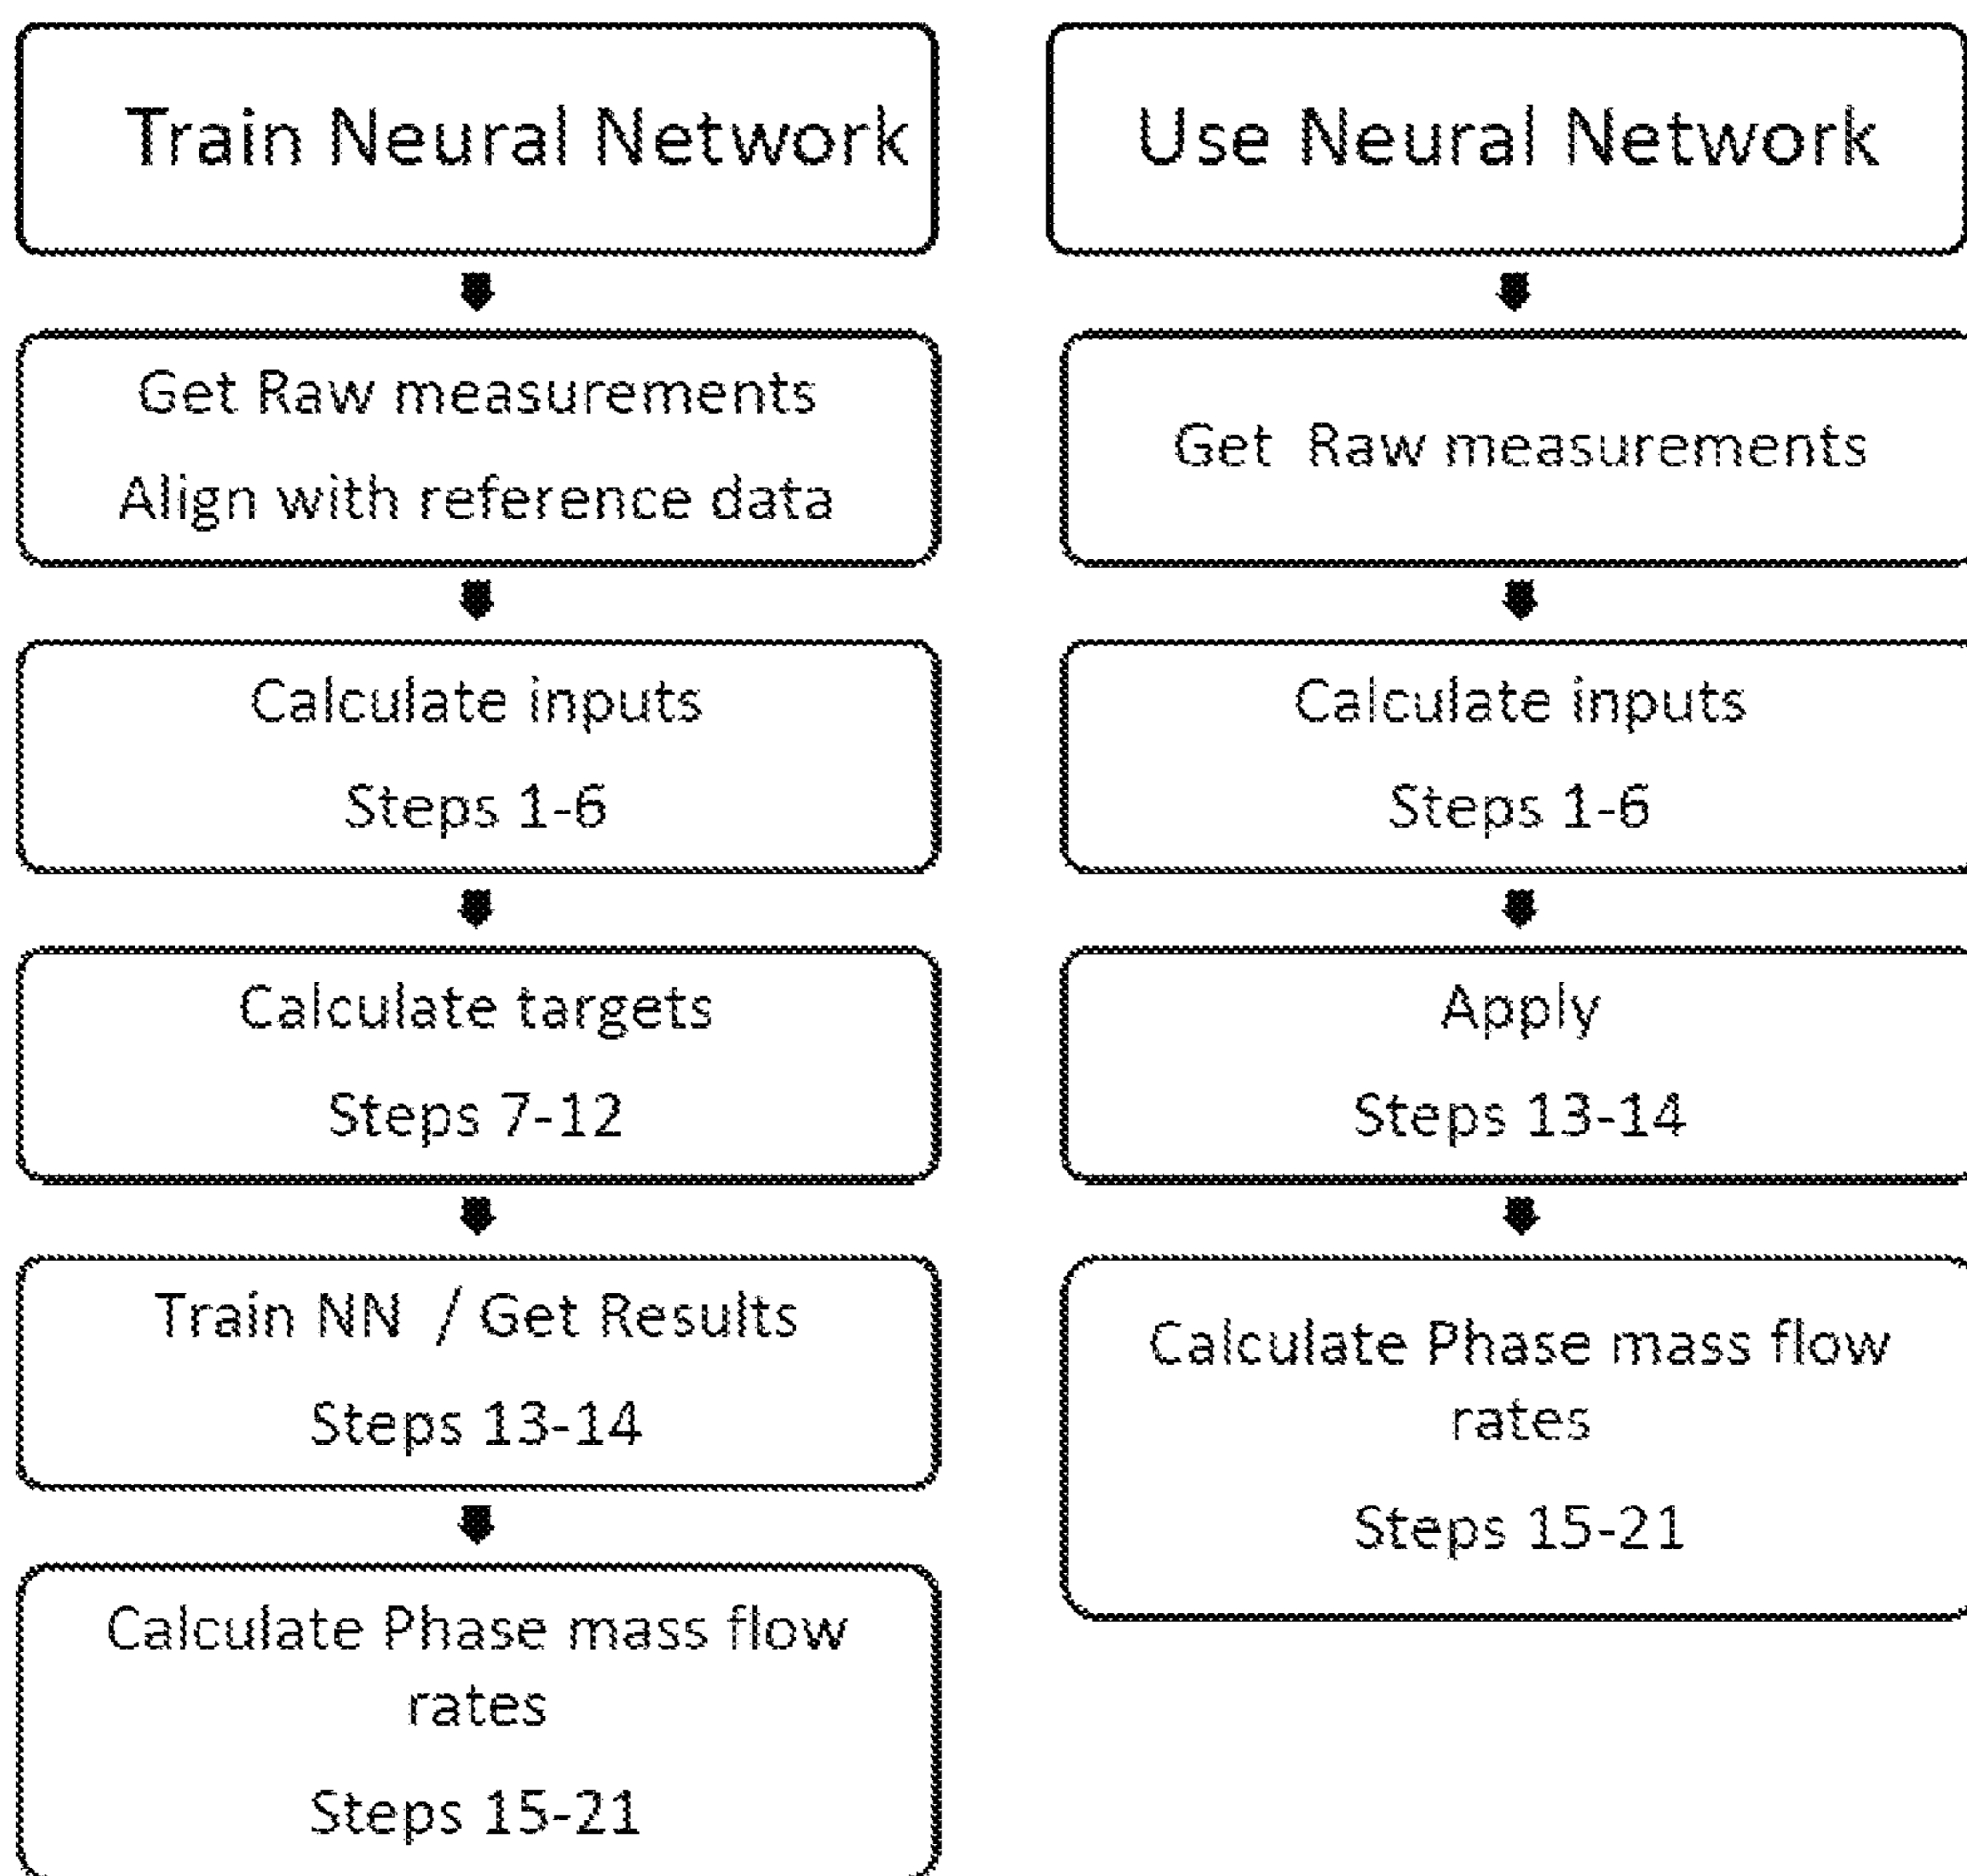 Train Neural Network
Get Raw measurements
Align with reference data
Calculate inputs
Steps 1-6
Calculate targets
Steps 7-12
Train NN / Get Results
Steps 13-14
Calculate Phase mass flow
rates
Steps 15-21
Use Neural Network
Get Raw measurements
Calculate inputs
Steps 1-6
Apply
Steps 13-14
Calculate Phase mass flow
rates
Steps 15-21